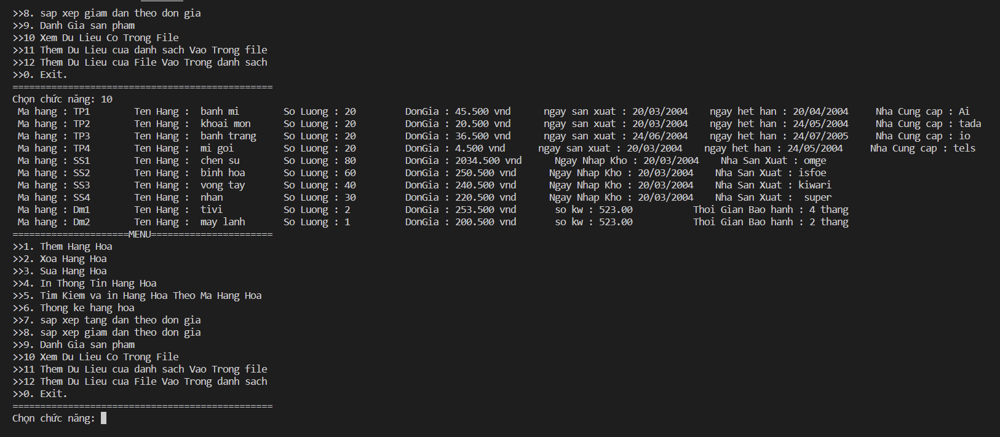 >>8. sap xep giam dan theo don gia
>>9. Danh Gia san pham
>>10 Xem Du Lieu Co Trong File
>>11 Them Du Lieu cua danh sach Vao Trong file
>>12 Them Du Lieu cua File Vao Trong danh sach
>>0. Exit.
===============================================
Chọn chức năng: 10
Ma hang : TP1 Ten Hang : banh mi So Luong : 20 DonGia : 45.500 vnd ngay san xuat : 20/03/2004 ngay het han : 20/04/2004 Nha Cung cap : Ai
Ma hang : TP2 Ten Hang : khoai mon So Luong : 20 DonGia : 20.500 vnd ngay san xuat : 20/03/2004 ngay het han : 24/05/2004 Nha Cung cap : tada
Ma hang : TP3 Ten Hang : banh trang So Luong : 20 DonGia : 36.500 vnd ngay san xuat : 24/06/2004 ngay het han : 24/07/2005 Nha Cung cap : io
Ma hang : TP4 Ten Hang : mi goi So Luong : 20 DonGia : 4.500 vnd ngay san xuat : 20/03/2004 ngay het han : 24/05/2004 Nha Cung cap : tels
Ma hang : SS1 Ten Hang : chen su So Luong : 80 DonGia : 2034.500 vnd Ngay Nhap Kho : 20/03/2004 Nha San Xuat : omge
Ma hang : SS2 Ten Hang : binh hoa So Luong : 60 DonGia : 250.500 vnd Ngay Nhap Kho : 20/03/2004 Nha San Xuat : isfoe
Ma hang : SS3 Ten Hang : vong tay So Luong : 40 DonGia : 240.500 vnd Ngay Nhap Kho : 20/03/2004 Nha San Xuat : kiwari
Ma hang : SS4 Ten Hang : nhan So Luong : 30 DonGia : 220.500 vnd Ngay Nhap Kho : 20/03/2004 Nha San Xuat : super
Ma hang : Dm1 Ten Hang : tivi So Luong : 2 DonGia : 253.500 vnd so kw : 523.00 Thoi Gian Bao hanh : 4 thang
Ma hang : Dm2 Ten Hang : may lanh So Luong : 1 DonGia : 200.500 vnd so kw : 523.00 Thoi Gian Bao hanh : 2 thang
=====================MENU======================
>>1. Them Hang Hoa
>>2. Xoa Hang Hoa
>>3. Sua Hang Hoa
>>4. In Thong Tin Hang Hoa
>>5. Tim Kiem va in Hang Hoa Theo Ma Hang Hoa
>>6. Thong ke hang hoa
>>7. sap xep tang dan theo don gia
>>8. sap xep giam dan theo don gia
>>9. Danh Gia san pham
>>10 Xem Du Lieu Co Trong File
>>11 Them Du Lieu cua danh sach Vao Trong file
>>12 Them Du Lieu cua File Vao Trong danh sach
>>0. Exit.
===============================================
Chọn chức năng: